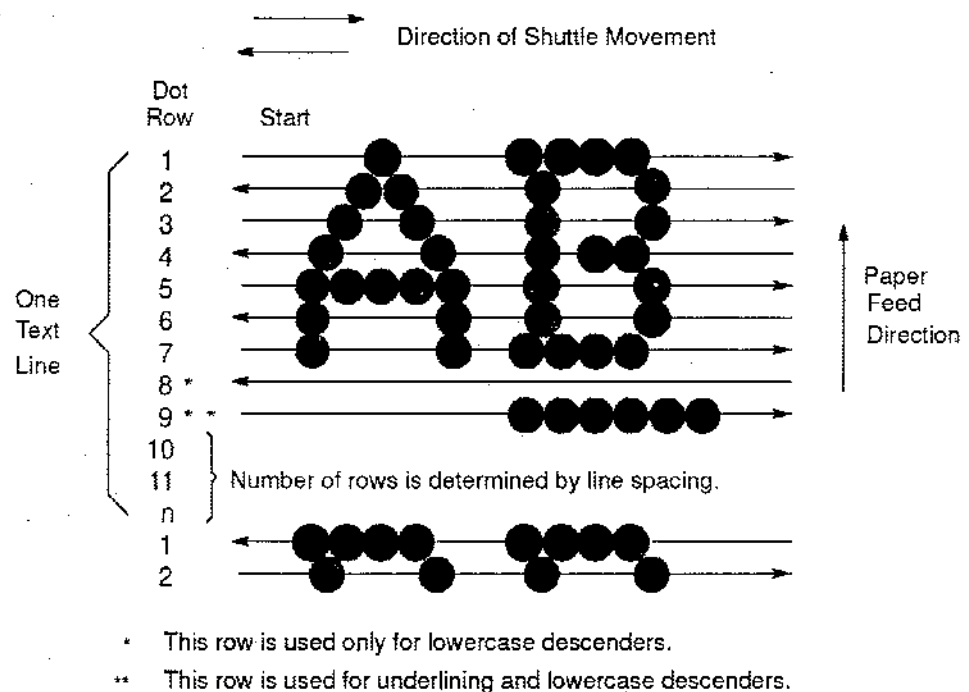 Direction of Shuttle Movement
Dot
Row
Start
1
2
3
4
5
6
7
8 *
9 * *
10
11
n
1
2
One
Text
Line
Paper
Feed
Direction
Number of rows is determined by line spacing.
* This row is used only for lowercase descenders.
** This row is used for underlining and lowercase descenders.